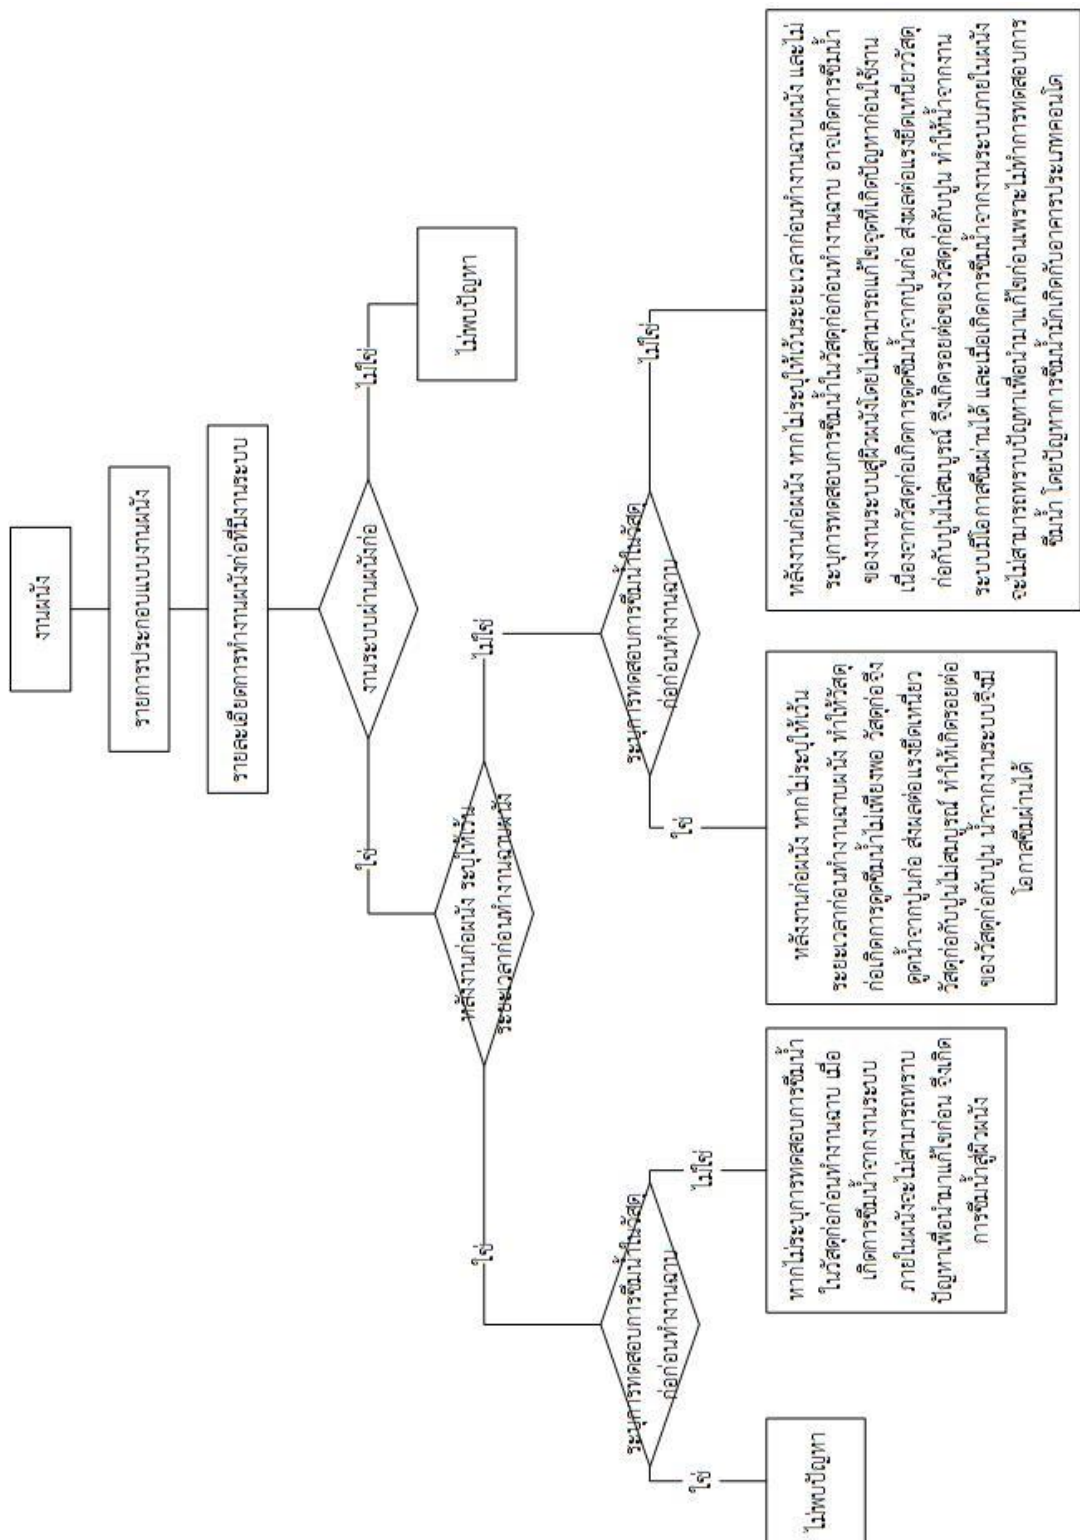 งานผนัง
รายการประกอบแบบงานผนัง
รายละเอียดการทำงานผนังก่อที่มีงานระบบ
งานระบบผ่านผนังก่อ
ใช่
ไม่ใช่
ไม่พบปัญหา
หลังงานก่อผนัง ระบุให้เว้น
ระยะเวลาก่อนทำงานฉาบผนัง
ใช่
ไม่ใช่
ระบุการทดสอบการซึมน้ำในวัสดุ
ก่อก่อนทำงานฉาบ
ใช่
ไม่ใช่
ระบุการทดสอบการซึมน้ำในวัสดุ
ก่อก่อนทำงานฉาบ
ใช่
ไม่ใช่
ไม่พบปัญหา
หากไม่ระบุการทดสอบการซึมน้ำ
ในวัสดุก่อก่อนทำงานฉาบ เมื่อ
เกิดการซึมน้ำจากงานระบบ
ภายในผนังจะไม่สามารถทราบ
ปัญหาเพื่อนำมาแก้ไขก่อน จึงเกิด
การซึมน้ำสู่ผิวผนัง
หลังงานก่อผนัง หากไม่ระบุให้เว้น
ระยะเวลาก่อนทำงานฉาบผนัง ทำให้วัสดุ
ก่อเกิดการดูดซึมน้ำไม่เพียงพอ วัสดุก่อจึง
ดูดน้ำจากปูนก่อ ส่งผลต่อแรงยึดเหนี่ยว
วัสดุก่อกับปูนไม่สมบูรณ์ ทำให้เกิดรอยต่อ
ของวัสดุก่อกับปูน น้ำจากงานระบบจึงมี
โอกาสซึมผ่านได้
หลังงานก่อผนัง หากไม่ระบุให้เว้นระยะเวลาก่อนทำงานฉาบผนัง และไม่
ระบุการทดสอบการซึมน้ำในวัสดุก่อก่อนทำงานฉาบ อาจเกิดการซึมน้ำ
ของงานระบบสู่ผิวผนังโดยไม่สามารถแก้ไขจุดที่เกิดปัญหาก่อนใช้งาน
เนื่องจากวัสดุก่อเกิดการดูดซึมน้ำจากปูนก่อ ส่งผลต่อแรงยึดเหนี่ยววัสดุ
ก่อกับปูนไม่สมบูรณ์ จึงเกิดรอยต่อของวัสดุก่อกับปูน ทำให้น้ำจากงาน
ระบบมีโอกาสซึมผ่านได้ และเมื่อเกิดการซึมน้ำจากงานระบบภายในผนัง
จะไม่สามารถทราบปัญหาเพื่อนำมาแก้ไขก่อนเพราะไม่ทำการทดสอบการ
ซึมน้ำ โดยปัญหาการซึมน้ำมักเกิดกับอาคารประเภทคอนโด